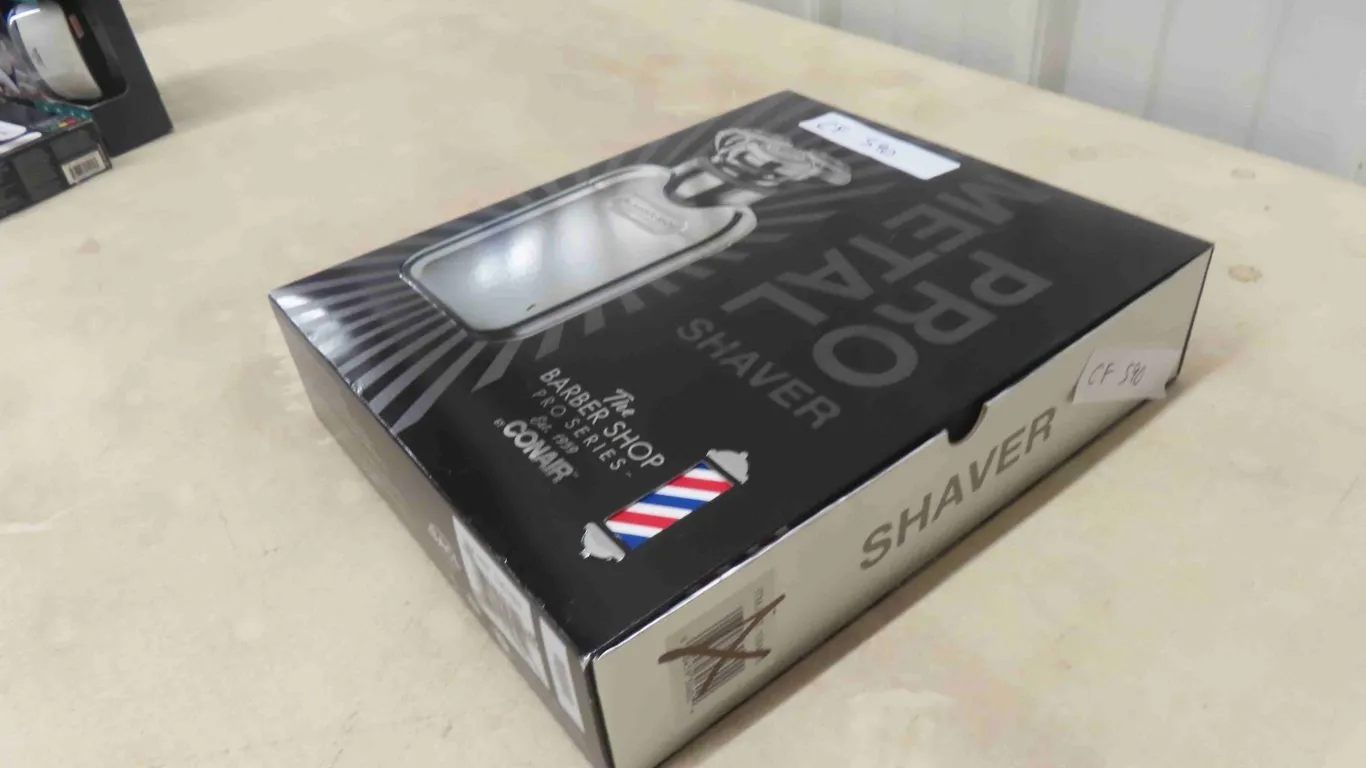 CF 590
METAL
PRO
SHAVER
The
BARBER SHOP
PRO SERIES
Est. 1959
BY CONAIR
SHAVER
CF 590